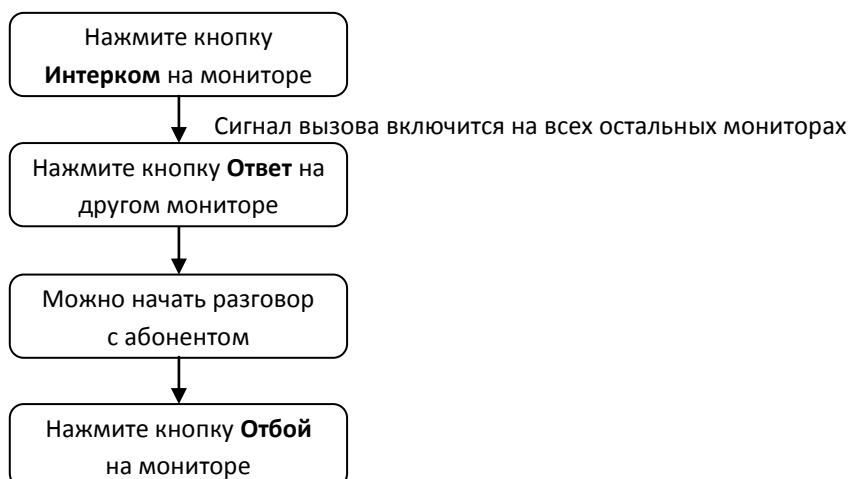 Нажмите кнопку
Интерком на мониторе
Сигнал вызова включится на всех остальных мониторах
Нажмите кнопку Ответ на
другом мониторе
Можно начать разговор
с абонентом
Нажмите кнопку Отбой
на мониторе